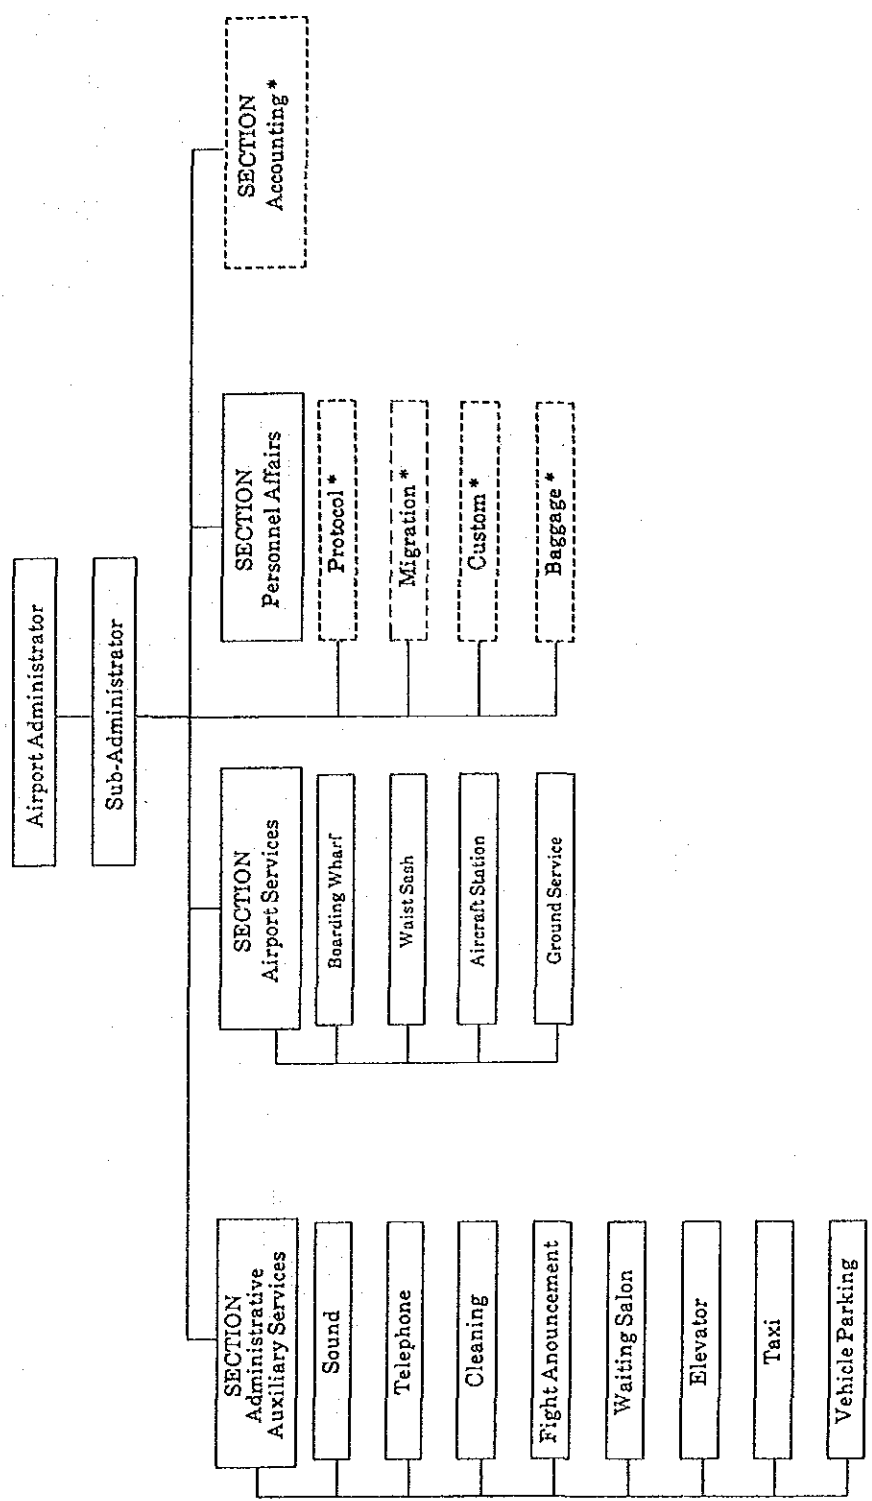 Airport Administrator
Sub-Administrator
SECTION
Administrative
Auxiliary Services
Sound
Telephone
Cleaning
Fight Anouncement
Waiting Salon
Elevator
Taxi
Vehicle Parking
SECTION
Airport Services
Boarding Wharf
Waist Sash
Aircraft Station
Ground Service
SECTION
Personnel Affairs
Protocol *
Migration *
Custom *
Baggage *
SECTION
Accounting *